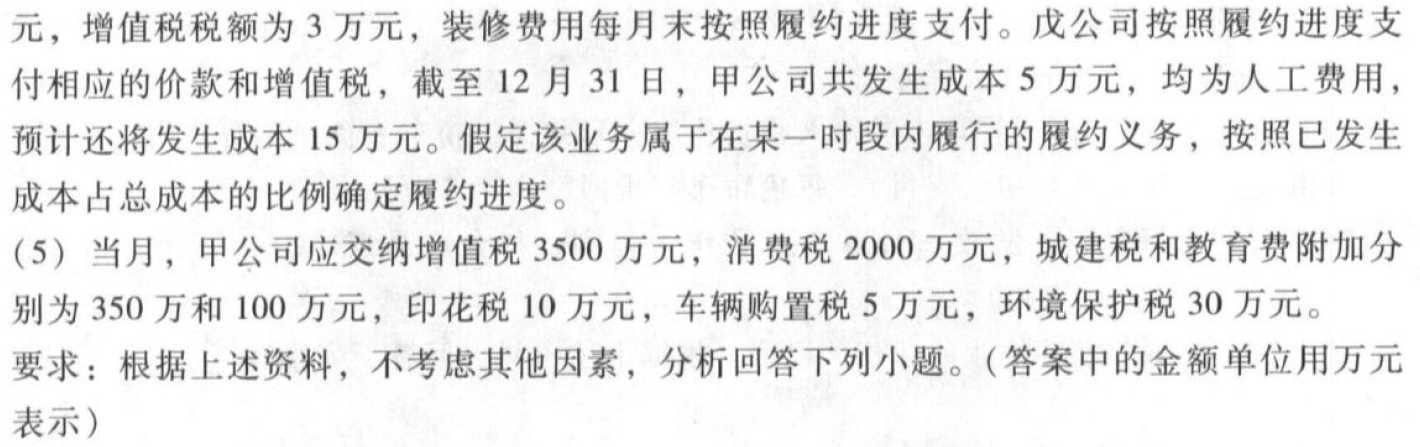 元，增值税税额为 3 万元，装修费用每月末按照履约进度支付。戊公司按照履约进度支
付相应的价款和增值税，截至 12 月 31 日，甲公司共发生成本 5 万元，均为人工费用，
预计还将发生成本 15 万元。假定该业务属于在某一时段内履行的履约义务，按照已发生
成本占总成本的比例确定履约进度。
(5) 当月，甲公司应交纳增值税 3500 万元，消费税 2000 万元，城建税和教育费附加分
别为 350 万和 100 万元，印花税 10 万元，车辆购置税 5 万元，环境保护税 30 万元。
要求：根据上述资料，不考虑其他因素，分析回答下列小题。（答案中的金额单位用万元
表示）